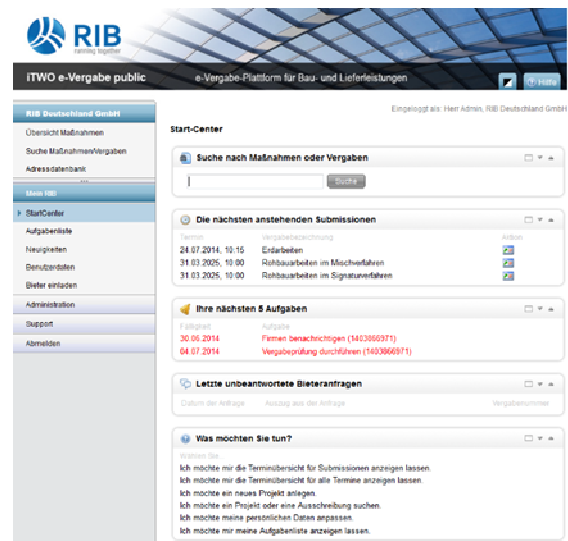 RIB
running together
iTWO e-Vergabe public
e-Vergabe-Plattform für Bau- und Lieferleistungen
Hilfe
Eingeloggt als: Herr Admin, RIB Deutschland GmbH
RIB Deutschland GmbH
Übersicht Maßnahmen
Suche Maßnahmen/Vergaben
Adressdatenbank
Mein RIB
StartCenter
Aufgabenliste
Neuigkeiten
Benutzerdaten
Bieter einladen
Administration
Support
Abmelden
Start-Center
Suche nach Maßnahmen oder Vergaben
Suche
Die nächsten anstehenden Submissionen
Termin Vergabebezeichnung Action
24.07.2014, 10:15 Erdarbeiten
31.03.2025, 10:00 Rohbauarbeiten im Mischverfahren
31.03.2025, 10:00 Rohbauarbeiten im Signaturverfahren
Ihre nächsten 5 Aufgaben
Fälligkeit Aufgabe
30.06.2014 Firmen benachrichtigen (1403866971)
04.07.2014 Vergabeprüfung durchführen (1403866971)
Letzte unbeantwortete Bieteranfragen
Datum der Anfrage Auszug aus der Anfrage Vergabenummer
Was möchten Sie tun?
Wählen Sie...
Ich möchte mir die Terminübersicht für Submissionen anzeigen lassen.
Ich möchte mir die Terminübersicht für alle Termine anzeigen lassen.
Ich möchte ein neues Projekt anlegen.
Ich möchte ein Projekt oder eine Ausschreibung suchen.
Ich möchte meine persönlichen Daten anpassen.
Ich möchte mir meine Aufgabenliste anzeigen lassen.